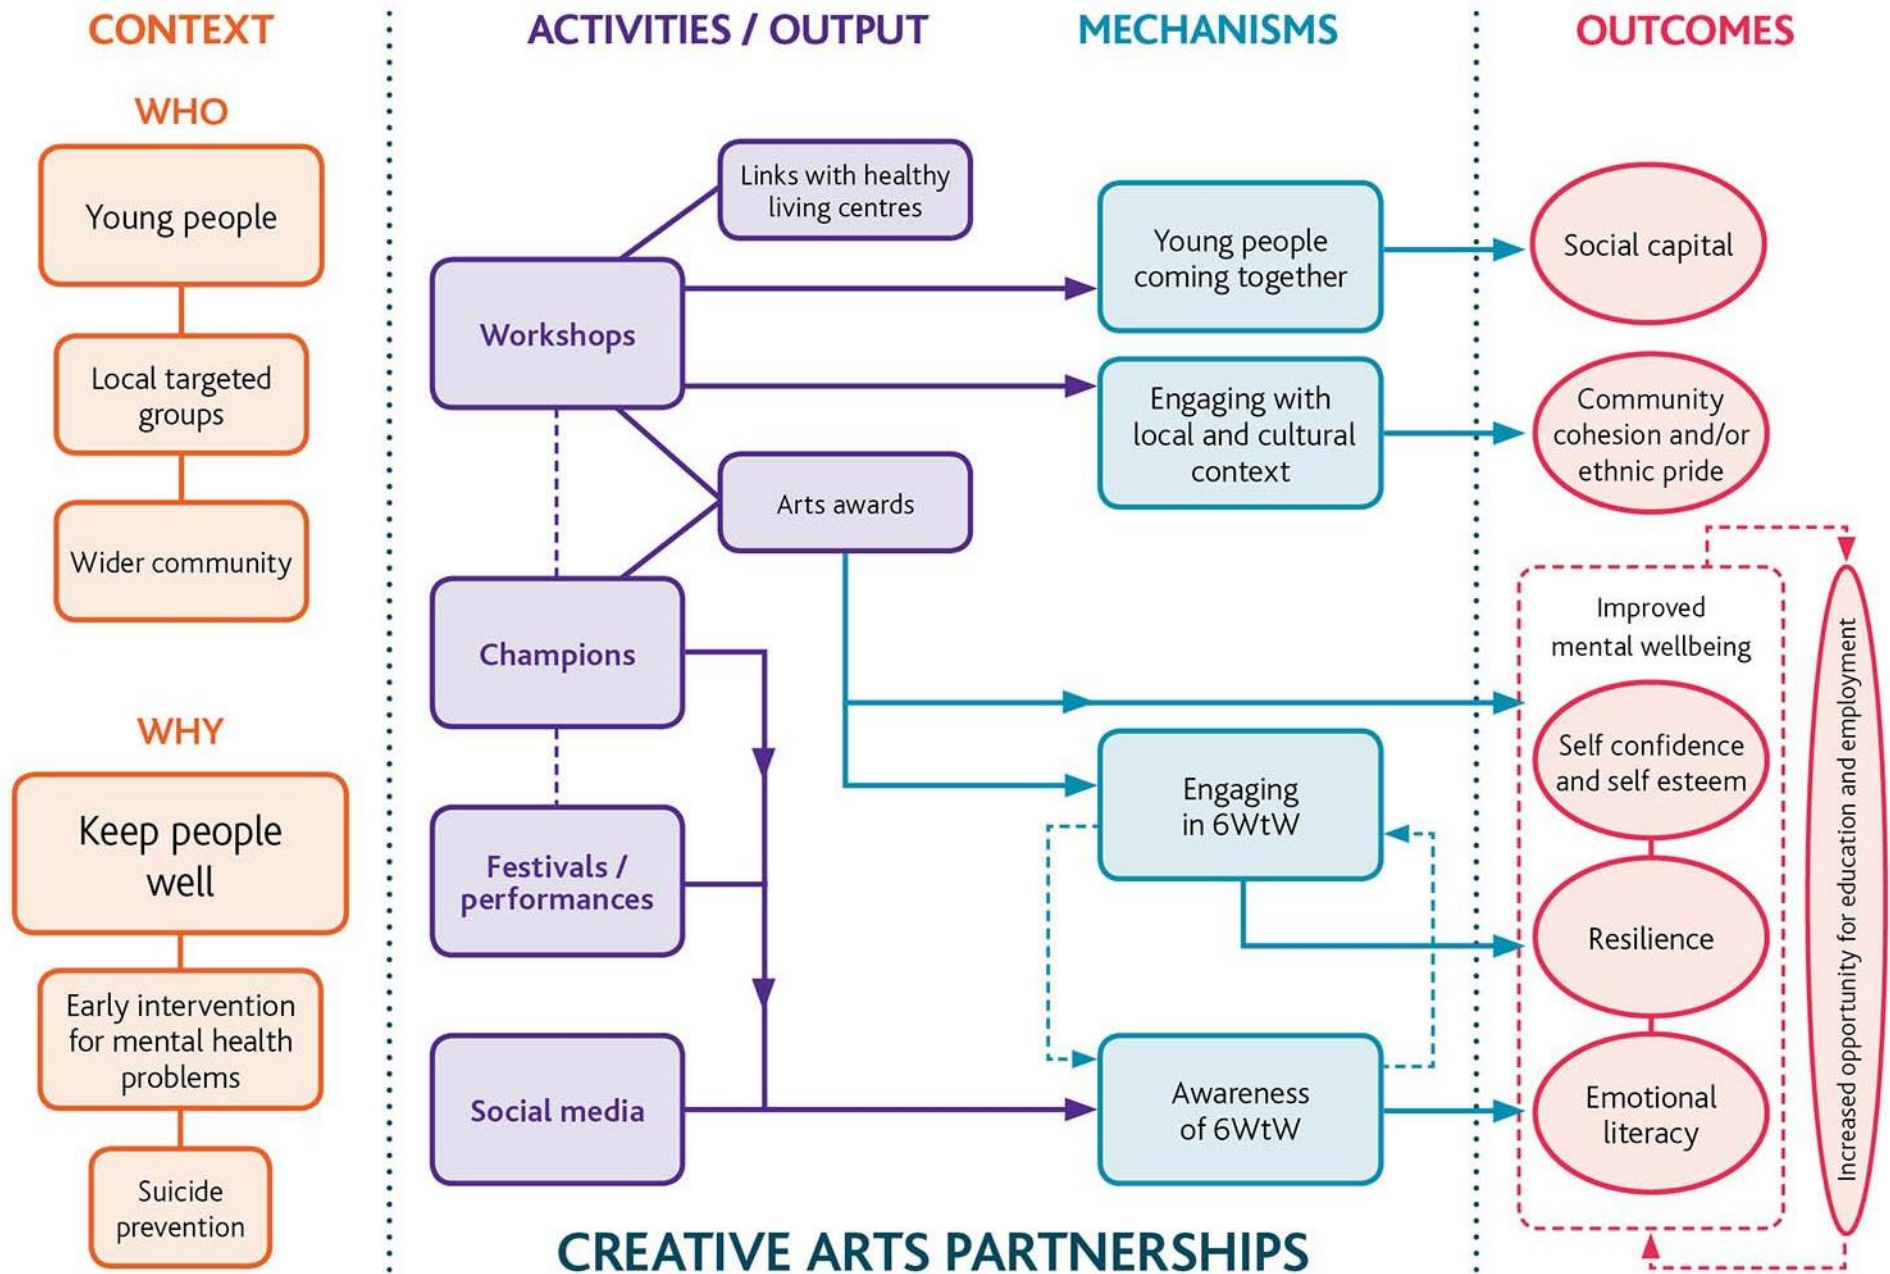 CONTEXT
WHO
Young people
Local targeted
groups
Wider community
WHY
Keep people
well
Early intervention
for mental health
problems
Suicide
prevention
ACTIVITIES / OUTPUT
Links with healthy
living centres
Workshops
Arts awards
Champions
Festivals /
performances
Social media
MECHANISMS
Young people
coming together
Engaging with
local and cultural
context
Engaging
in 6WtW
Awareness
of 6WtW
OUTCOMES
Social capital
Community
cohesion and/or
ethnic pride
Improved
mental wellbeing
Self confidence
and self esteem
Resilience
Emotional
literacy
Increased opportunity for education and employment
CREATIVE ARTS PARTNERSHIPS